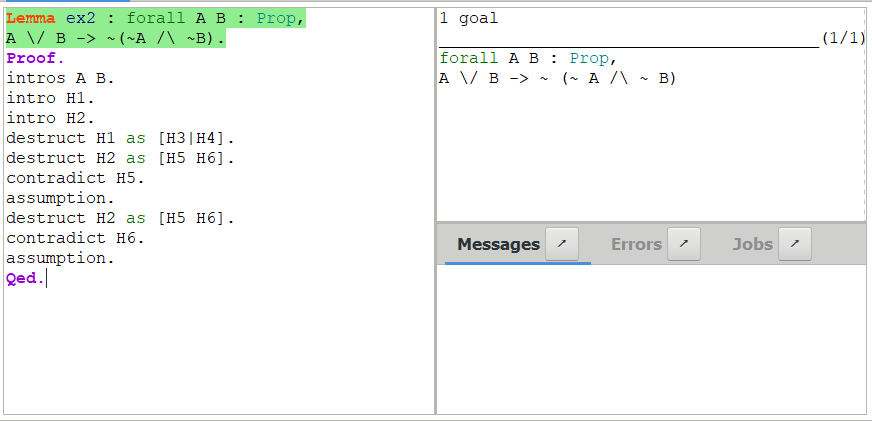 Lemma ex2 : forall A B : Prop,
A \/ B -> ~(~A /\ ~B).
Proof.
intros A B.
intro H1.
intro H2.
destruct H1 as [H3|H4].
destruct H2 as [H5 H6].
contradict H5.
assumption.
destruct H2 as [H5 H6].
contradict H6.
assumption.
Qed.
1 goal
(1/1)
forall A B : Prop,
A \/ B -> ~ (~ A /\ ~ B)
Messages Errors Jobs